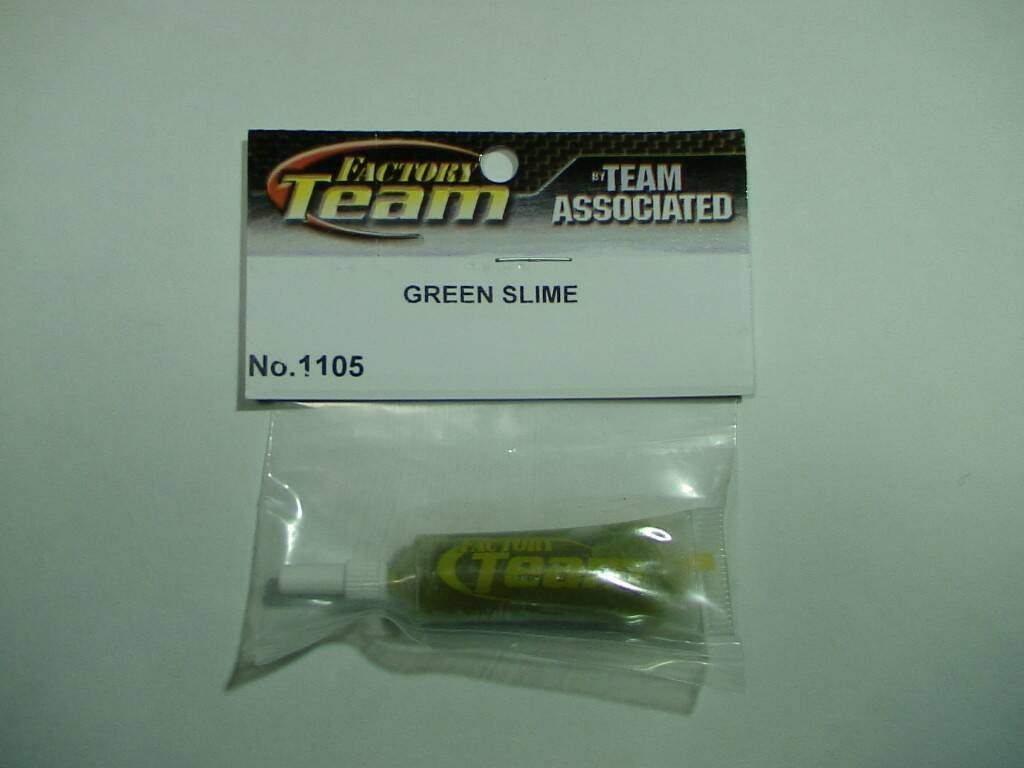 FACTORY
Team
BY TEAM
ASSOCIATED
GREEN SLIME
No.1105
FACTORY
Team